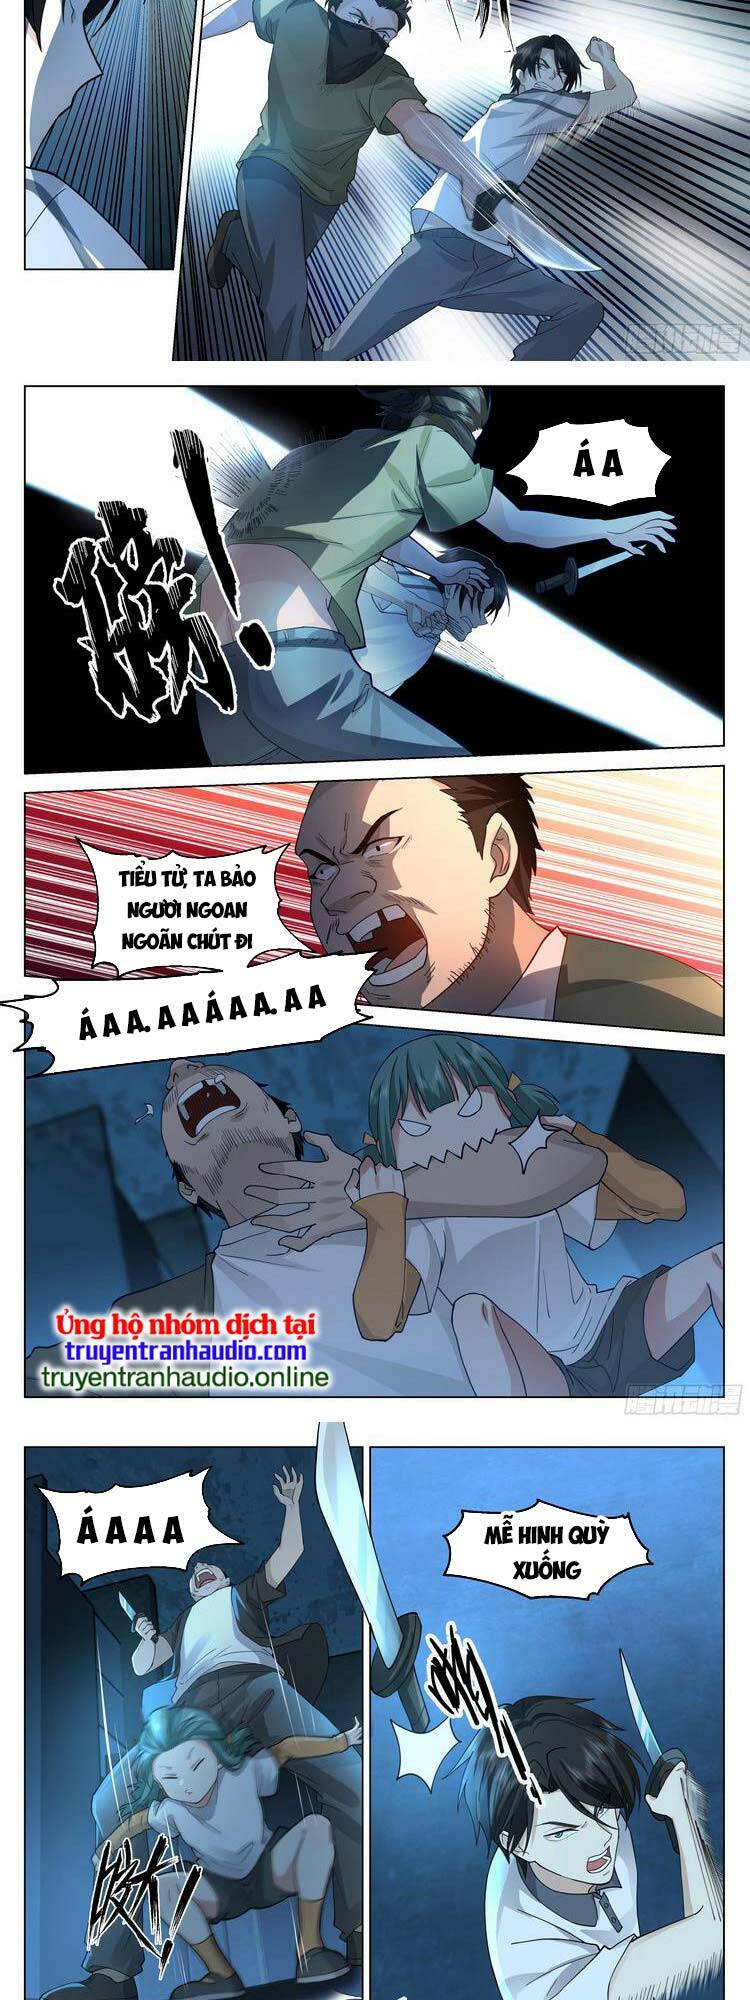 Á A
TIỂU TỬ, TA BẢO
NGƯƠI NGOAN
NGOÃN CHÚT ĐI
Á A A. A A Á A A. A A
Ủng hộ nhóm dịch tại
truyentranhaudio.com
truyentranhaudio.online
Á A A A
MỄ HINH QUỲ
XUỐNG